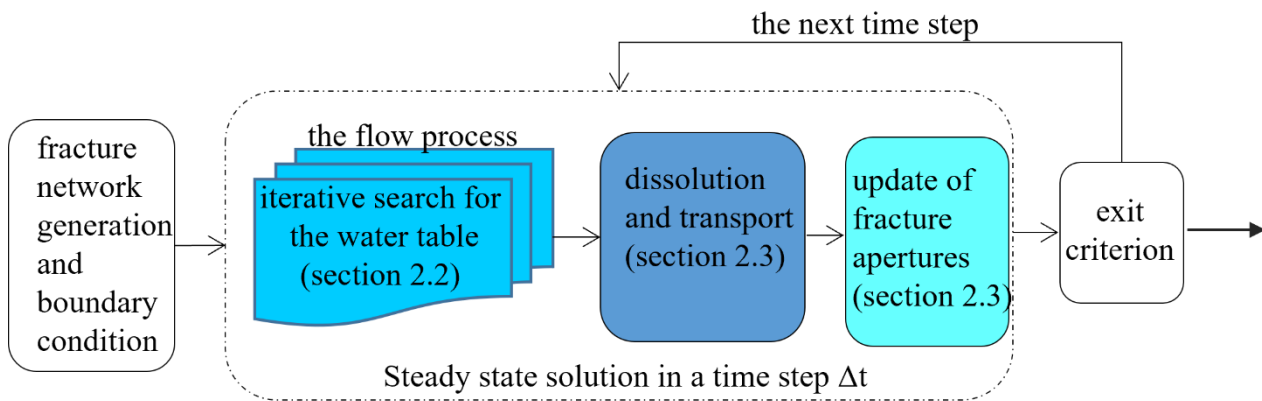 the next time step
fracture
network
generation
and
boundary
condition
the flow process
iterative search for
the water table
(section 2.2)
dissolution
and transport
(section 2.3)
update of
fracture
apertures
(section 2.3)
exit
criterion
Steady state solution in a time step Δt